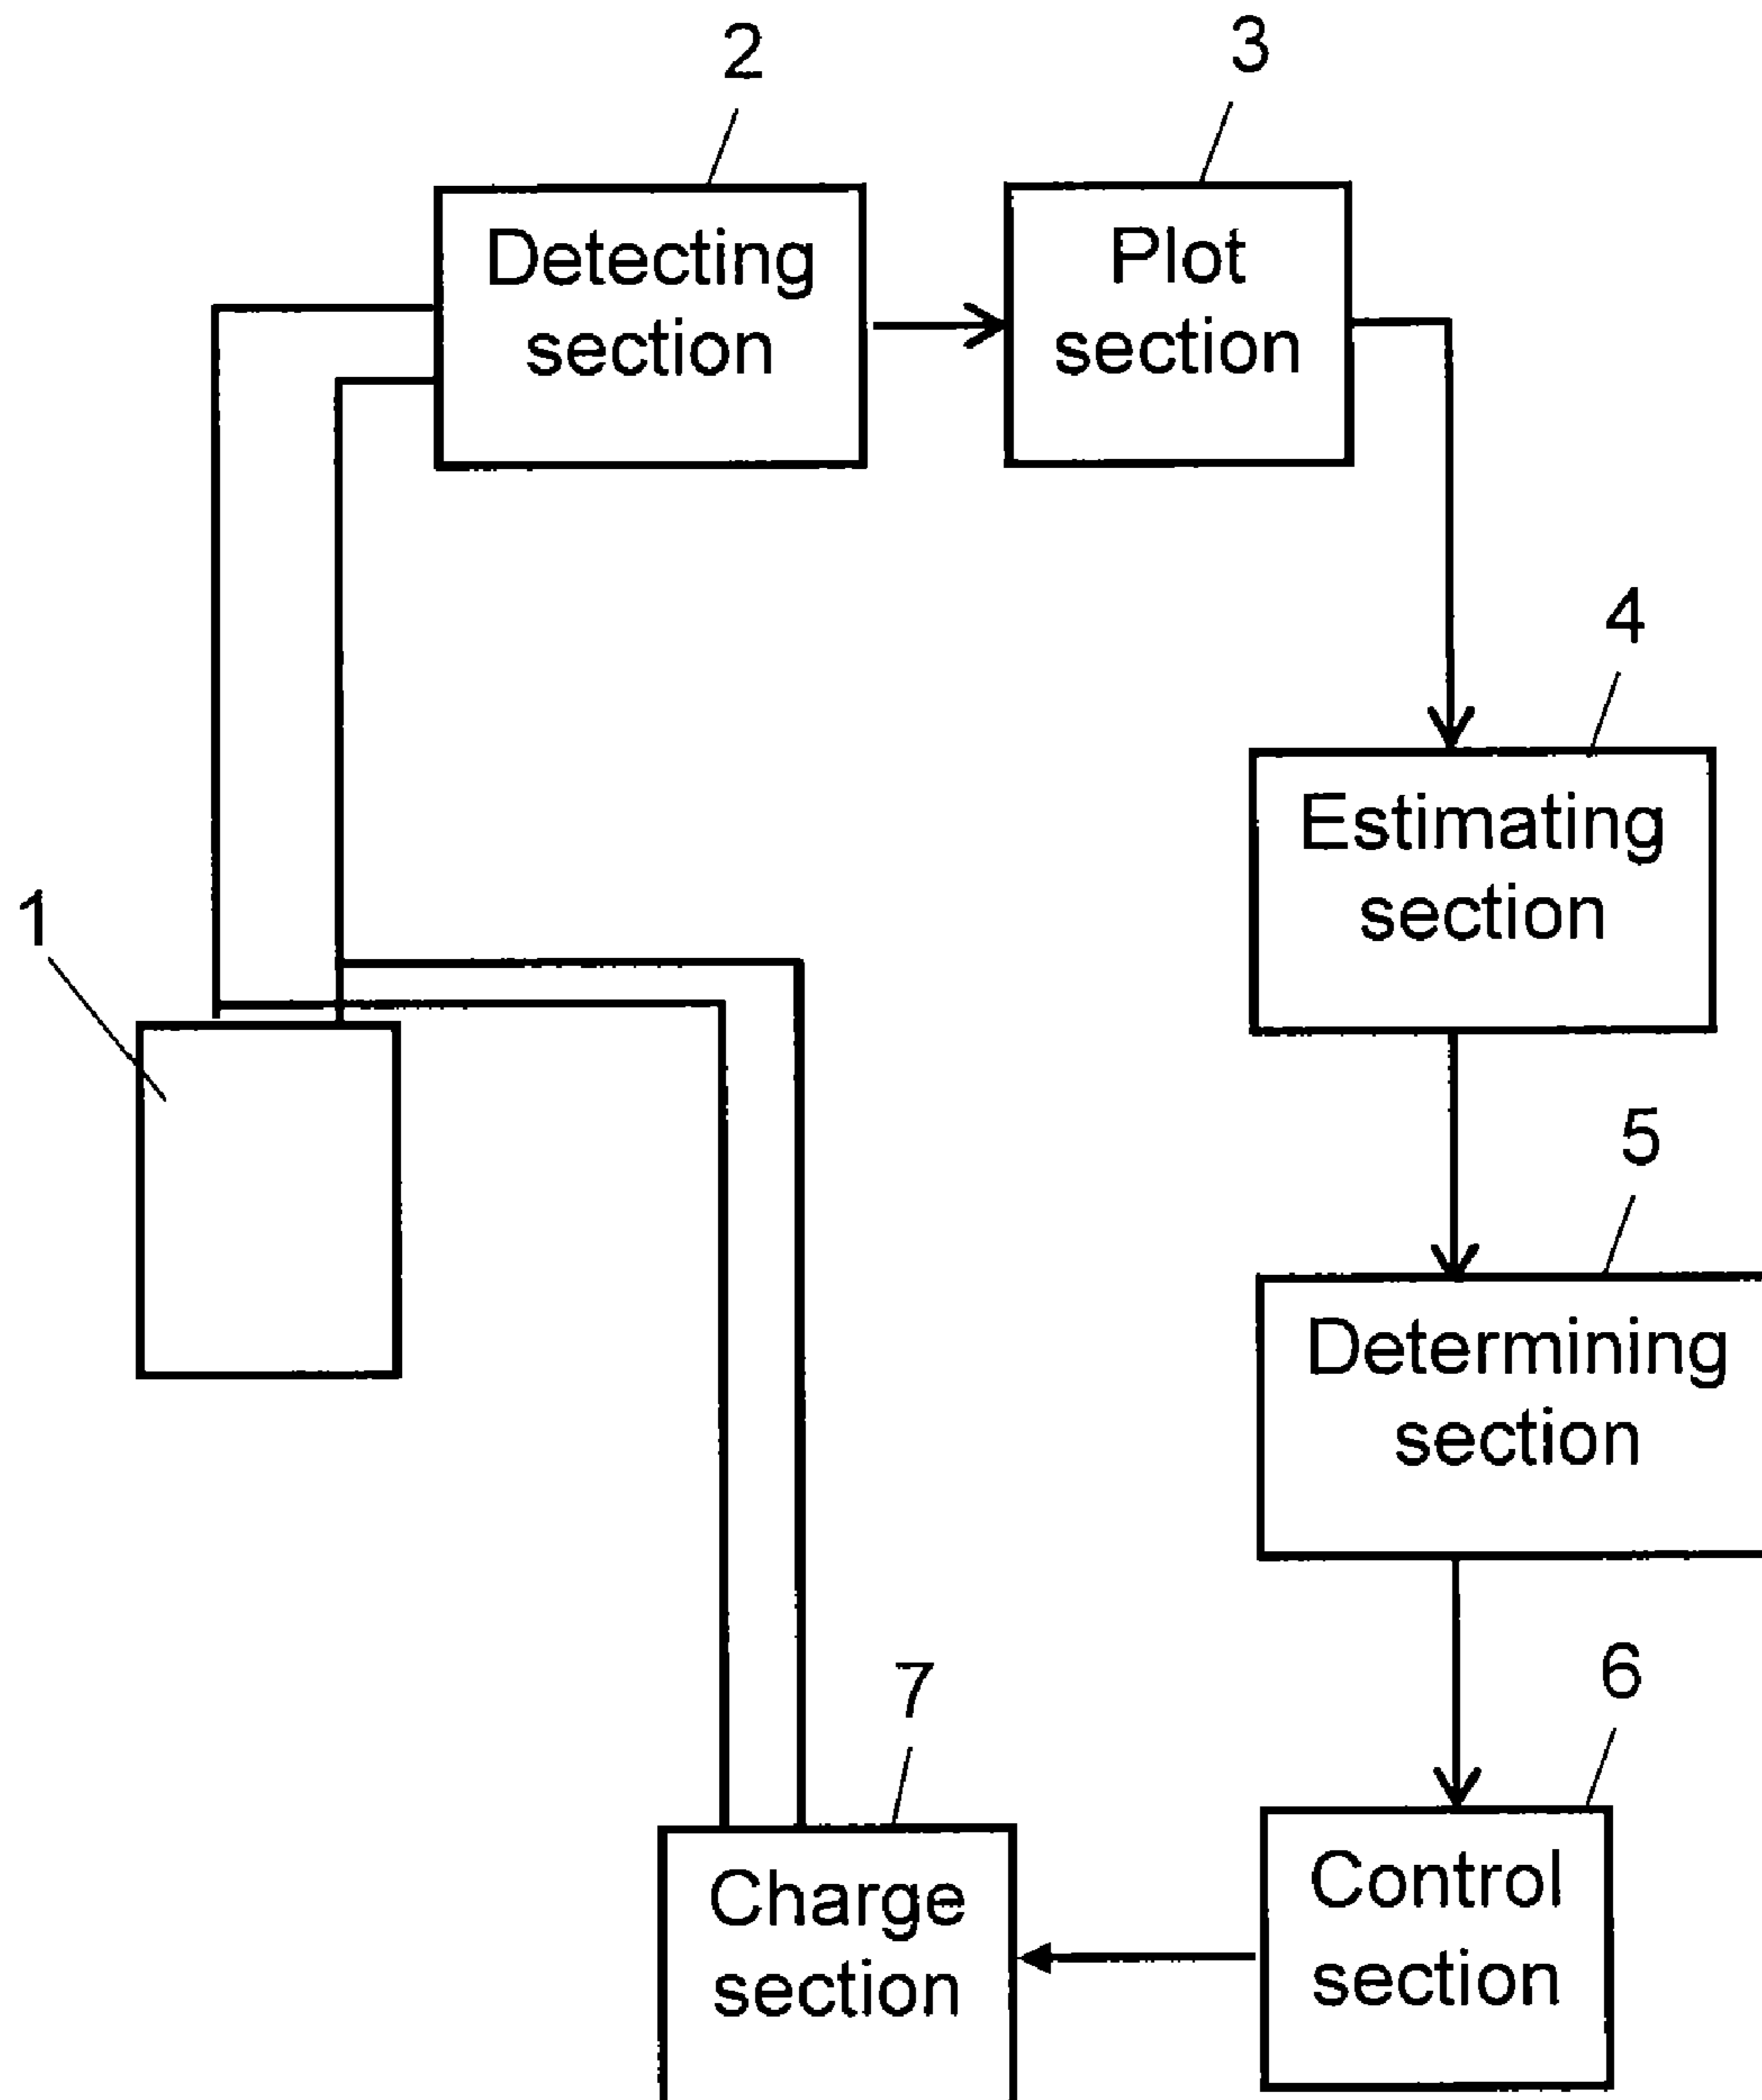 2
3
Detecting
section
Plot
section
4
Estimating
section
1
5
Determining
section
6
7
Control
section
Charge
section